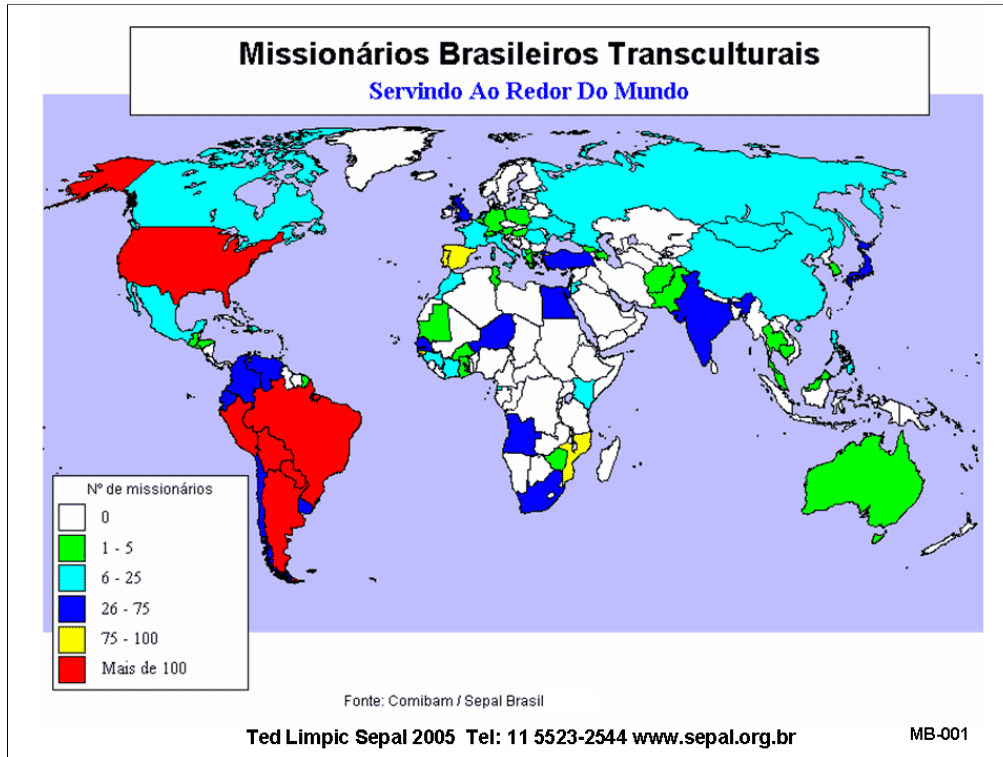 Missionários Brasileiros Transculturais
Servindo Ao Redor Do Mundo
Nº de missionários
0
1 - 5
6 - 25
26 - 75
75 - 100
Mais de 100
Fonte: Comibam / Sepal Brasil
Ted Limpic Sepal 2005 Tel: 11 5523-2544 www.sepal.org.br
MB-001